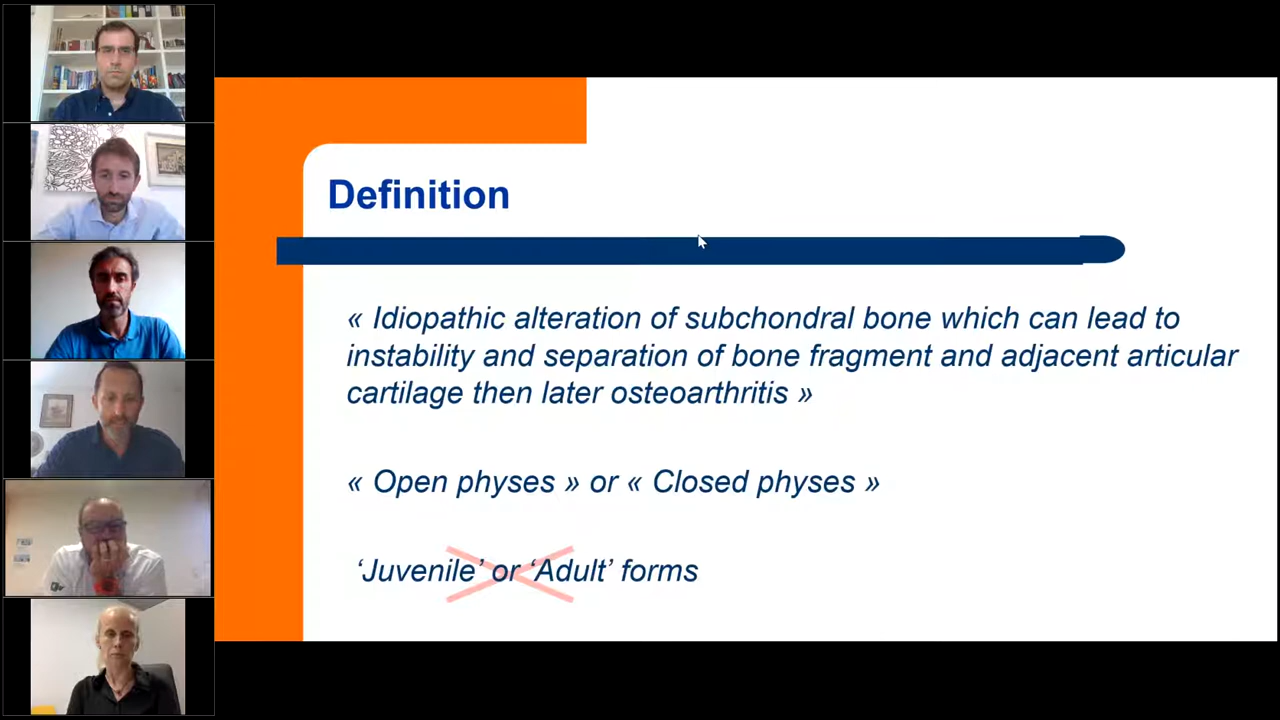 Definition
« Idiopathic alteration of subchondral bone which can lead to
instability and separation of bone fragment and adjacent articular
cartilage then later osteoarthritis »
« Open physes » or « Closed physes »
‘Juvenile’ or ‘Adult’ forms